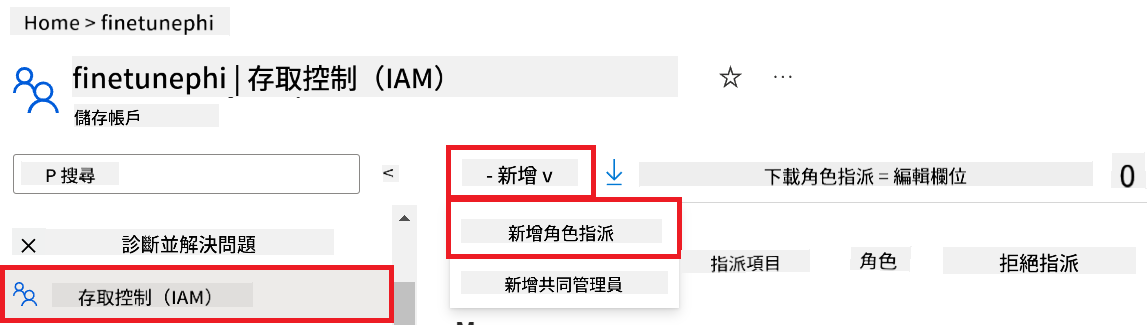 Home > finetunephi
finetunephi | 存取控制（IAM）
...
儲存帳戶
P 搜尋
<
- 新增 v
下載角色指派 = 編輯欄位
0
診斷並解決問題
新增角色指派
指派項目
角色
拒絕指派
存取控制（IAM）
新增共同管理員